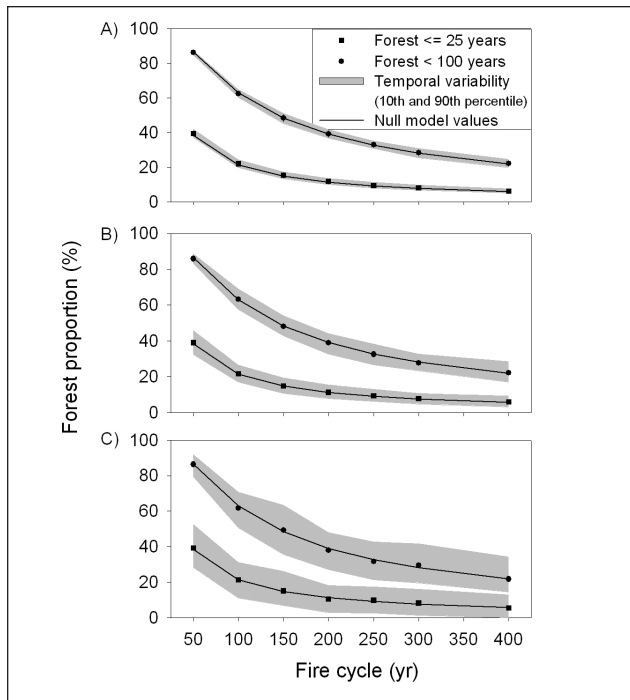 A)
Forest <= 25 years
Forest < 100 years
Temporal variability
(10th and 90th percentile)
Null model values
100
80
60
40
20
0
B)
100
80
60
40
20
0
C)
100
80
60
40
20
0
Forest proportion (%)
50 100 150 200 250 300 400
Fire cycle (yr)